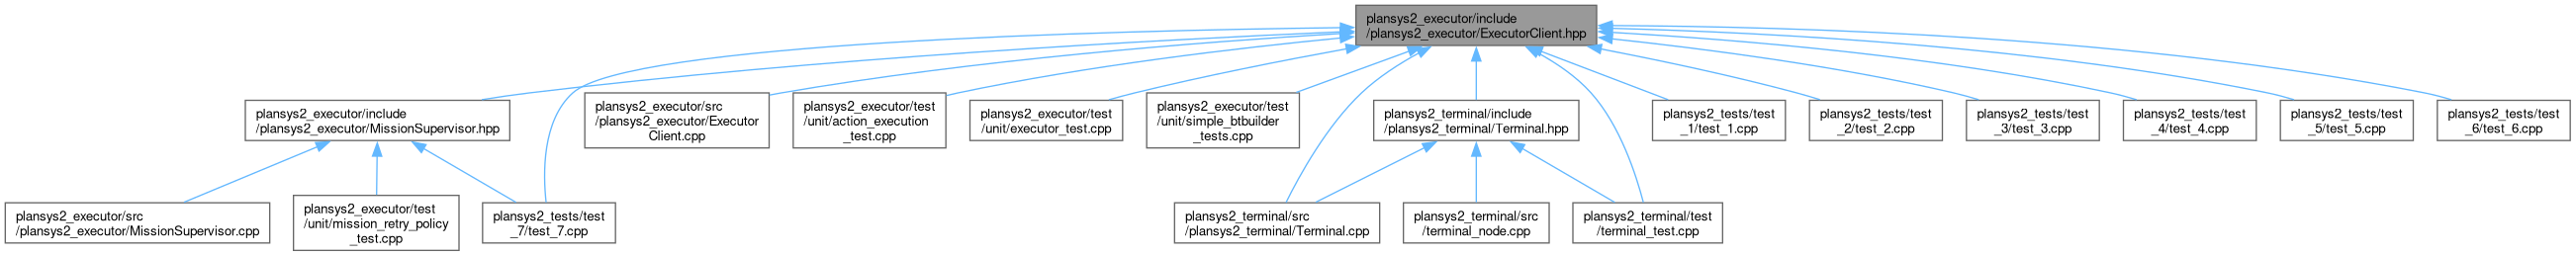 plansys2_executor/include
/plansys2_executor/ExecutorClient.hpp
plansys2_executor/include
/plansys2_executor/MissionSupervisor.hpp
plansys2_executor/src
/plansys2_executor/Executor
Client.cpp
plansys2_executor/test
/unit/action_execution
_test.cpp
plansys2_executor/test
/unit/executor_test.cpp
plansys2_executor/test
/unit/simple_btbuilder
_tests.cpp
plansys2_terminal/include
/plansys2_terminal/Terminal.hpp
plansys2_tests/test
_1/test_1.cpp
plansys2_tests/test
_2/test_2.cpp
plansys2_tests/test
_3/test_3.cpp
plansys2_tests/test
_4/test_4.cpp
plansys2_tests/test
_5/test_5.cpp
plansys2_tests/test
_6/test_6.cpp
plansys2_executor/src
/plansys2_executor/MissionSupervisor.cpp
plansys2_executor/test
/unit/mission_retry_policy
_test.cpp
plansys2_tests/test
_7/test_7.cpp
plansys2_terminal/src
/plansys2_terminal/Terminal.cpp
plansys2_terminal/src
/terminal_node.cpp
plansys2_terminal/test
/terminal_test.cpp